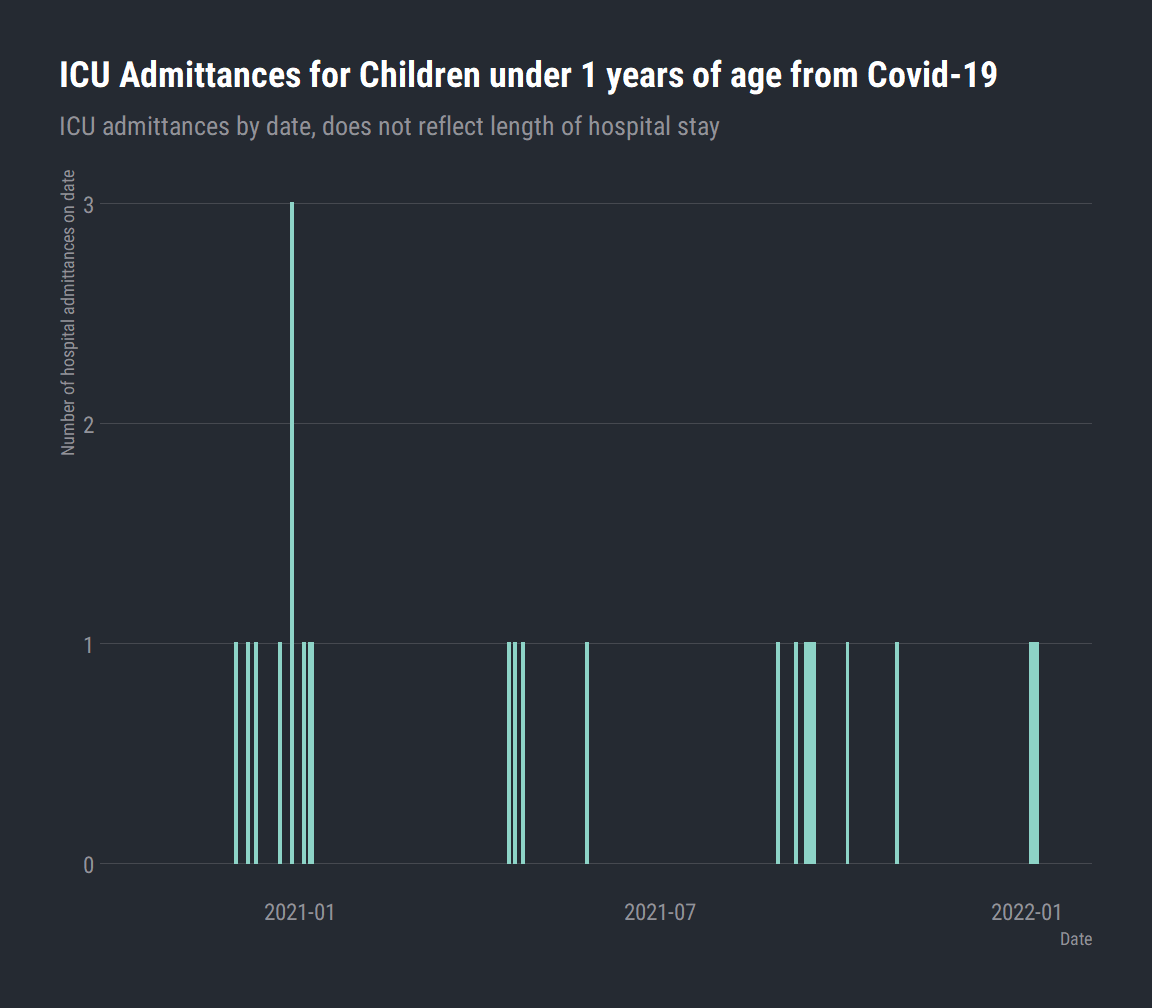 ICU Admittances for Children under 1 years of age from Covid-19
ICU admittances by date, does not reflect length of hospital stay
Number of hospital admittances on date
3
2
1
0
2021-01
2021-07
2022-01
Date